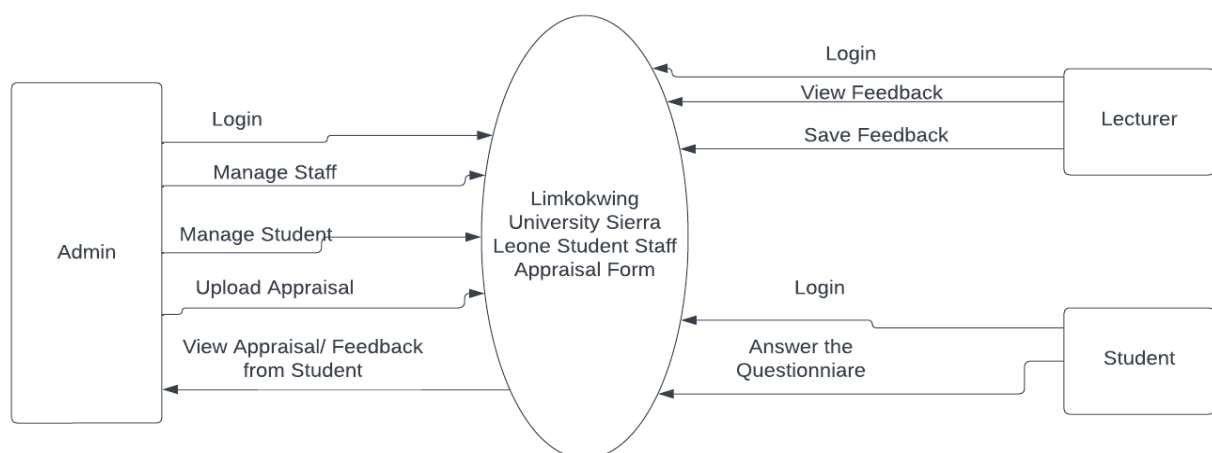 Login
Manage Staff
Manage Student
Admin
Upload Appraisal
View Appraisal/ Feedback
from Student
Limkokwing
University Sierra
Leone Student Staff
Appraisal Form
Login
View Feedback
Save Feedback
Lecturer
Login
Answer the
Questionniare
Student